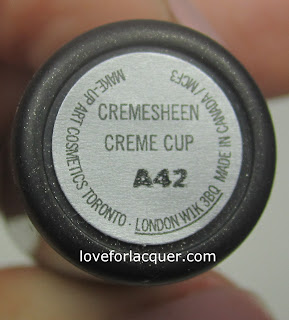 MAKE-UP ART COSMETICS TORONTO · LONDON W1K 3BQ MADE IN CANADA / MCF3
CREMESHEEN
CREME CUP
A42
loveforlacquer.com